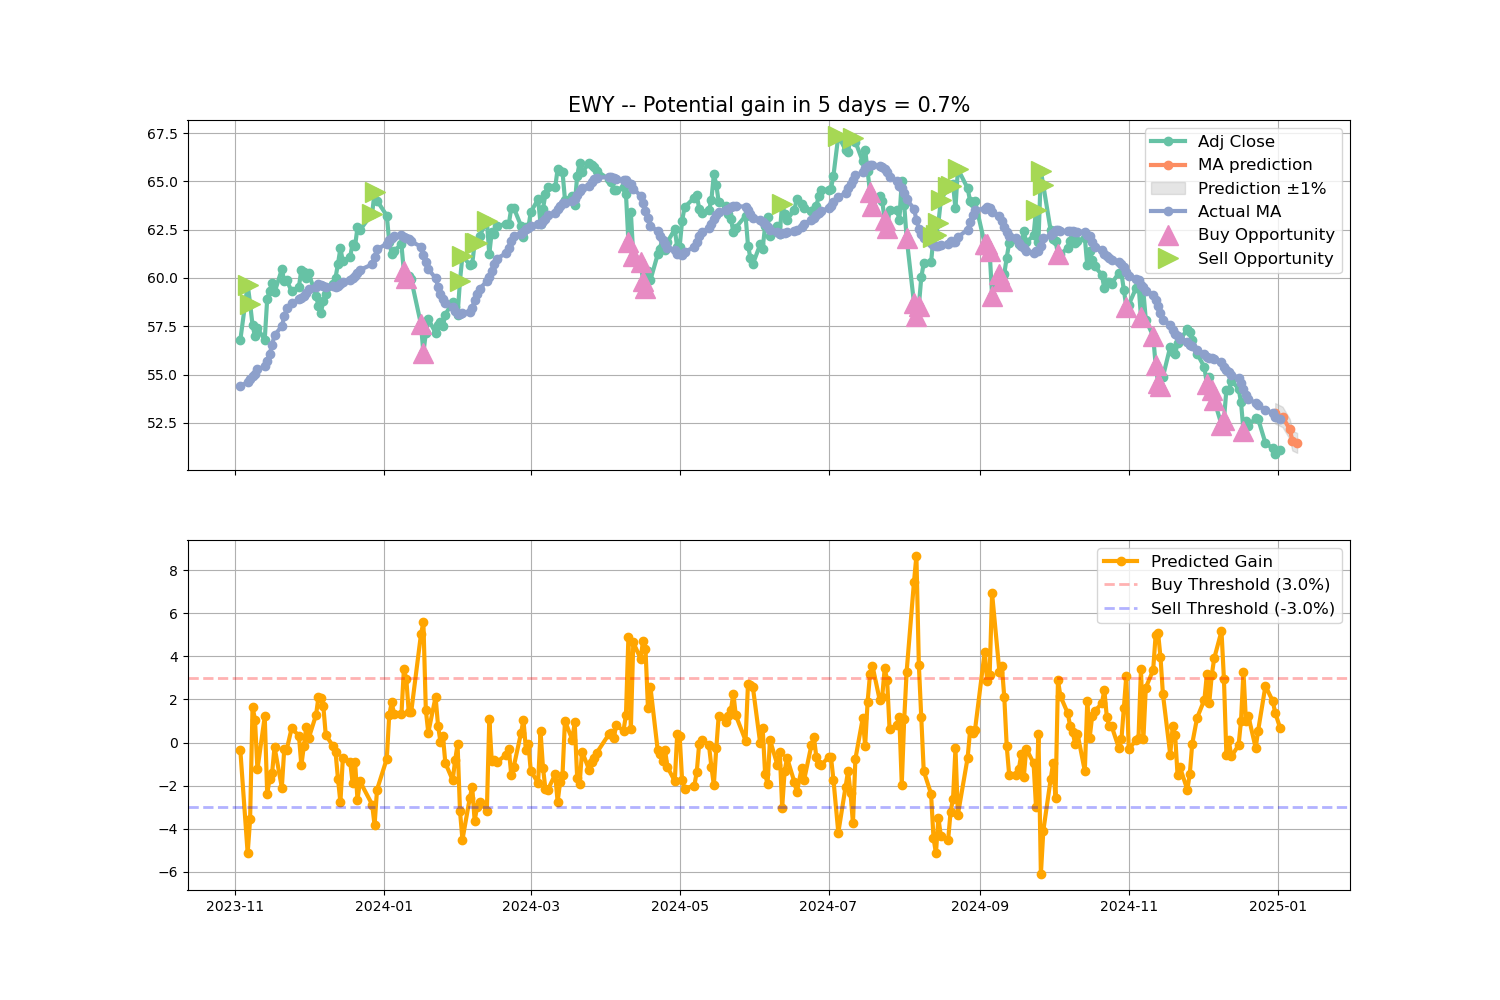 EWY -- Potential gain in 5 days = 0.7%
67.5
65.0
62.5
60.0
57.5
55.0
52.5
Adj Close
MA prediction
Prediction ±1%
Actual MA
Buy Opportunity
Sell Opportunity
8
6
4
2
0
−2
−4
−6
Predicted Gain
Buy Threshold (3.0%)
Sell Threshold (-3.0%)
2023-11 2024-01 2024-03 2024-05 2024-07 2024-09 2024-11 2025-01